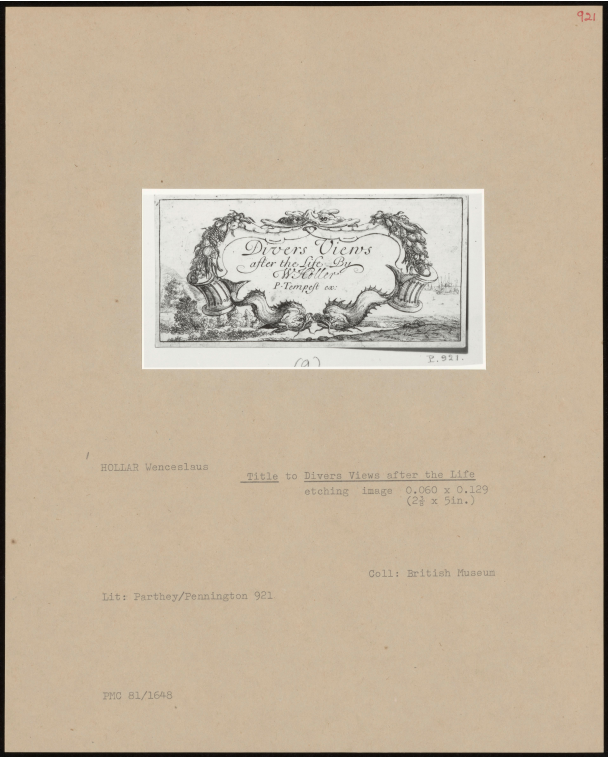 921
Divers Views
after the Life By
W: Hollar
P. Tempest ex:
(9)
P. 921.
HOLLAR Wenceslaus
Title to Divers Views after the Life
etching image 0.060 x 0.129
(2⅜ x 5in.)
Coll: British Museum
Lit: Parthey/Pennington 921
PMC 81/1648